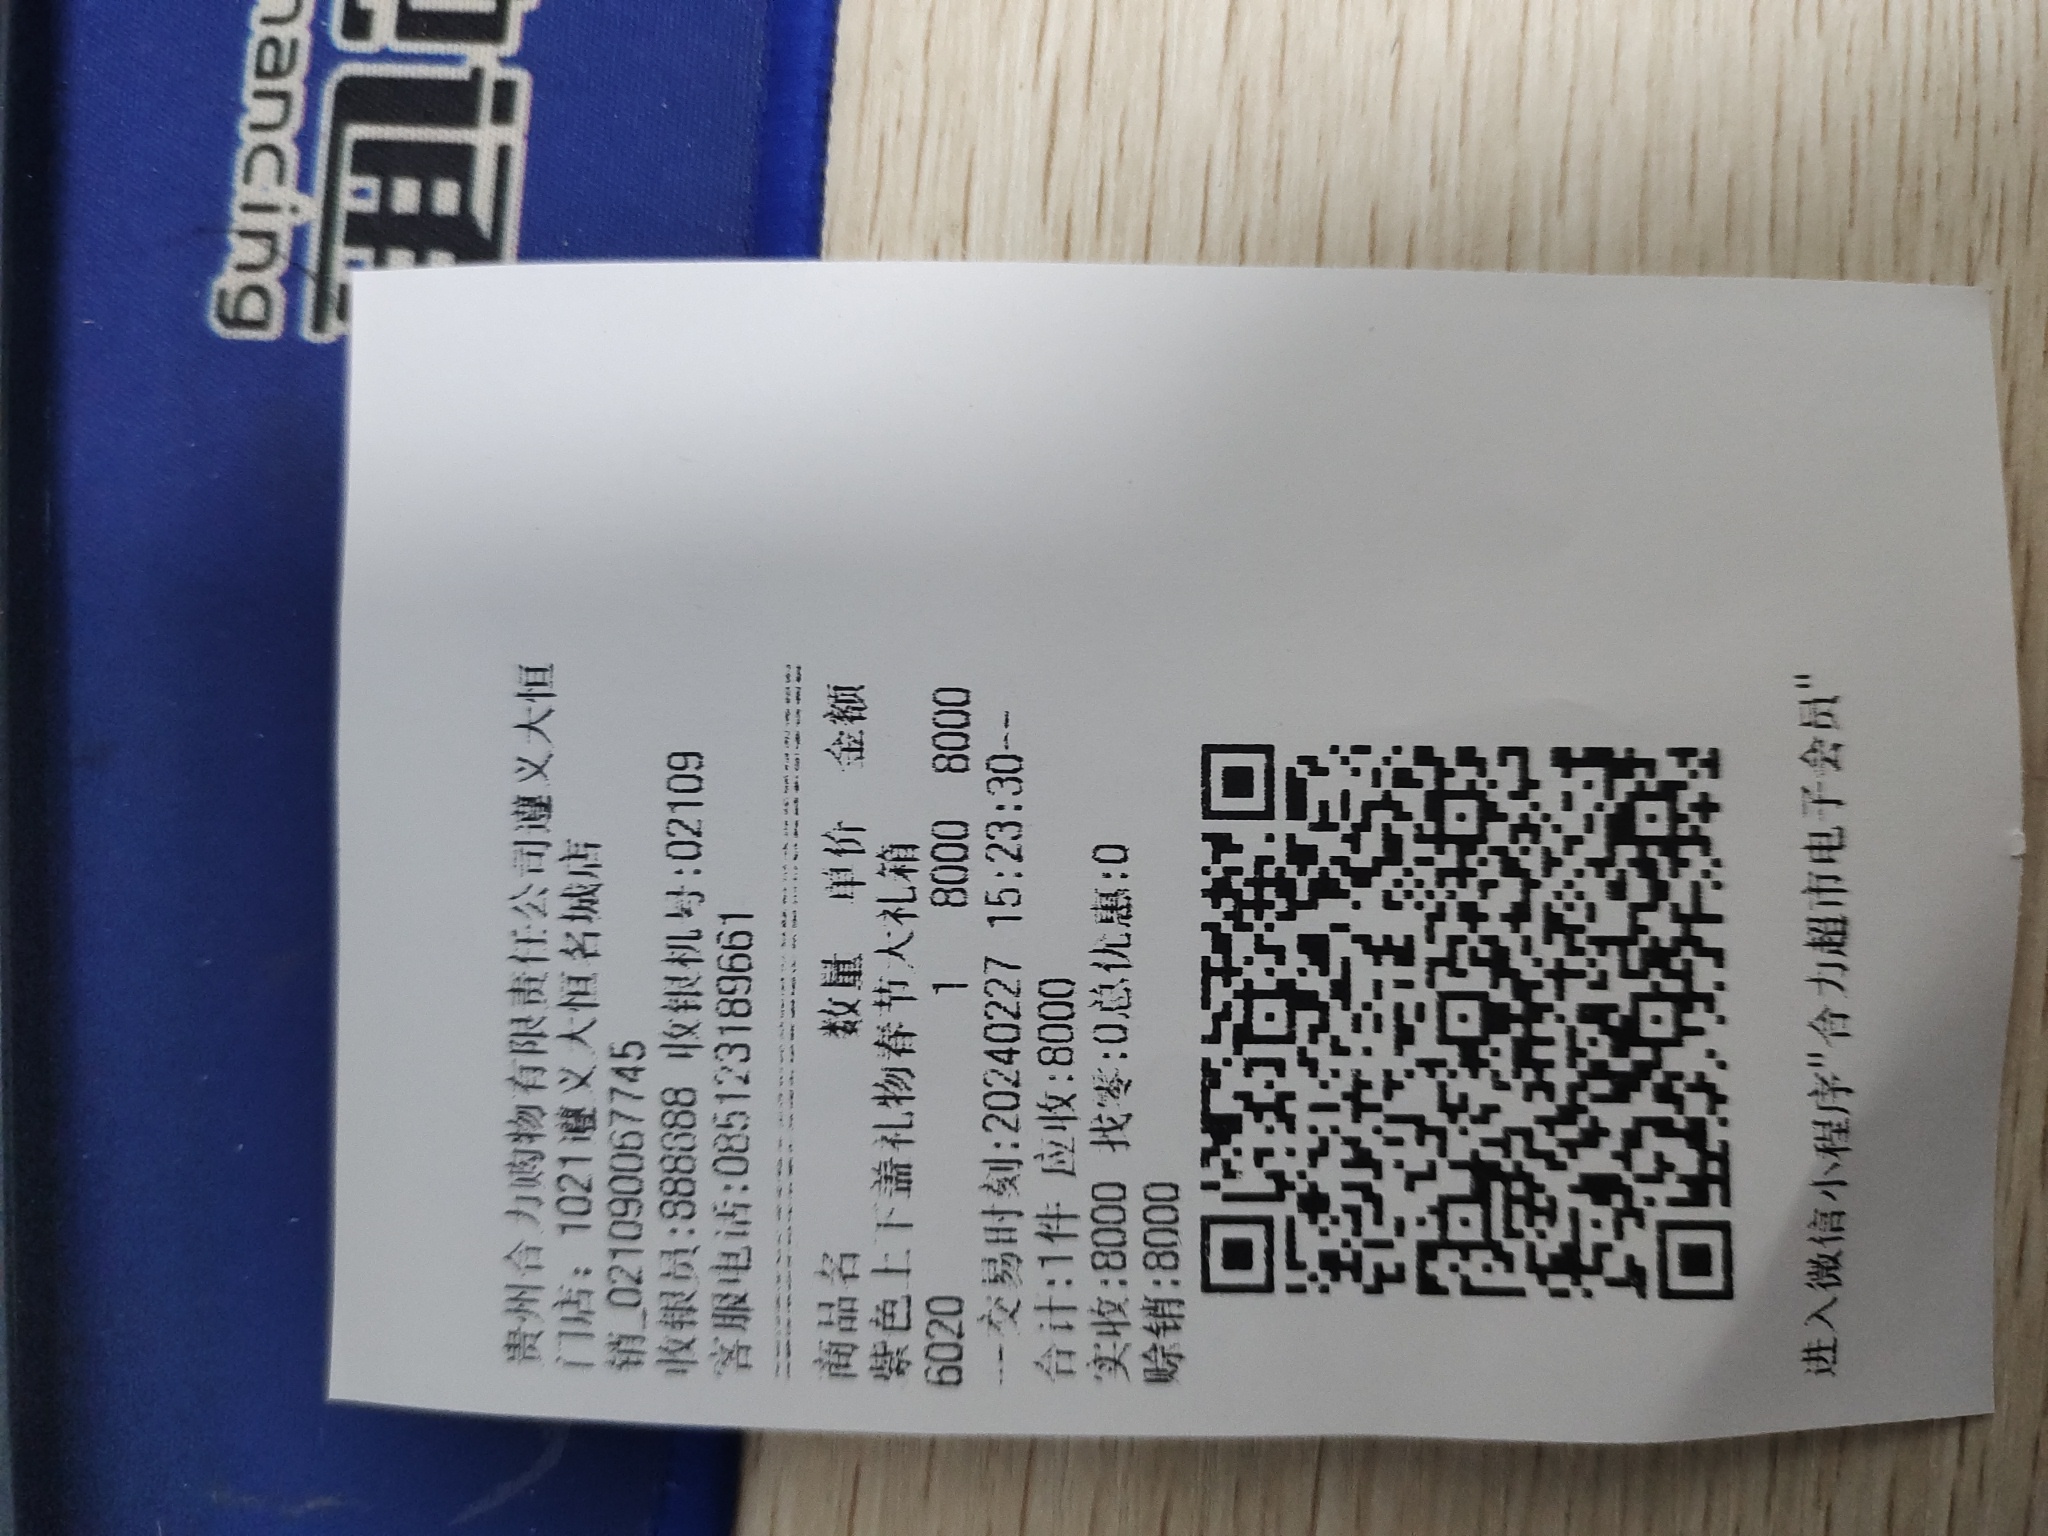 贵州合力购物有限责任公司遵义大恒
门店: 1021遵义大恒名城店
销_021090067745
收银员:888888 收银机号:02109
客服电话:085123189661
商品名 数量 单价 金额
紫色上下盖礼物春节大礼箱
6020 1 8000 8000
---交易时刻:20240227 15:23:30---
合计:1件 应收:8000
实收:8000 找零:0总优惠:0
赊销:8000
进入微信小程序"合力超市电子会员"
ancing